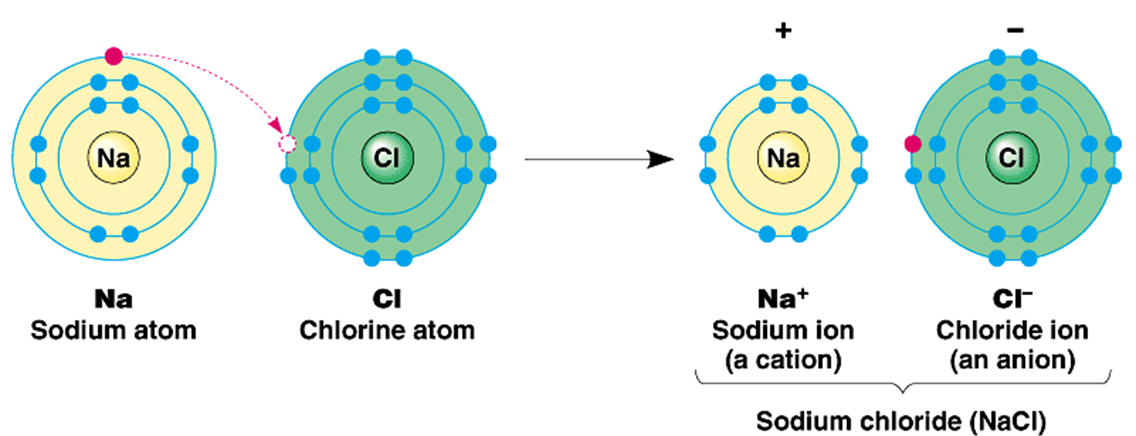 +
−
Na
Cl
Na
Cl
Na
Sodium atom
Cl
Chlorine atom
Na⁺
Sodium ion
(a cation)
Cl⁻
Chloride ion
(an anion)
Sodium chloride (NaCl)